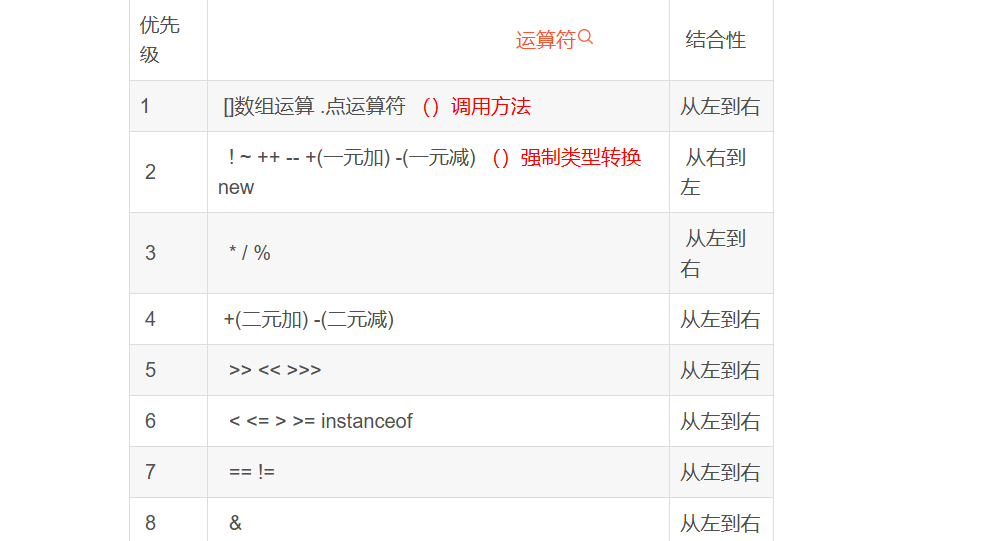 优先
级
运算符
结合性
1
[]数组运算 .点运算符 （）调用方法
从左到右
2
! ~ ++ -- +(一元加) -(一元减) （）强制类型转换
new
从右到
左
3
* / %
从左到
右
4
+(二元加) -(二元减)
从左到右
5
>> << >>>
从左到右
6
< <= > >= instanceof
从左到右
7
== !=
从左到右
8
&
从左到右